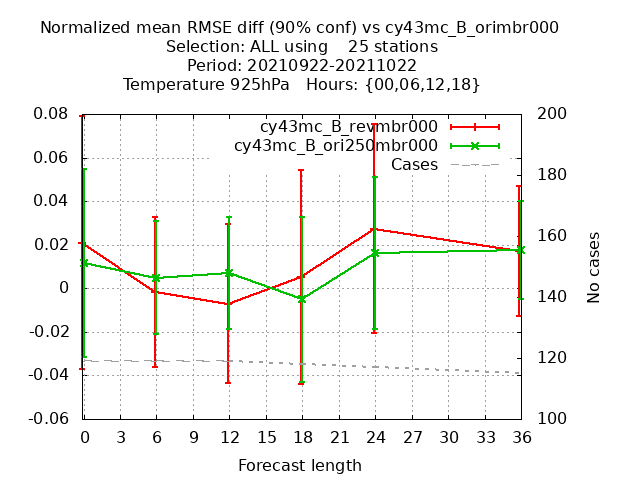 Normalized mean RMSE diff (90% conf) vs cy43mc_B_orimbr000
Selection: ALL using 25 stations
Period: 20210922-20211022
Temperature 925hPa Hours: {00,06,12,18}
cy43mc_B_revmbr000
cy43mc_B_ori250mbr000
Cases
0.08
0.06
0.04
0.02
0
-0.02
-0.04
-0.06
200
180
160
140
120
100
No cases
0 3 6 9 12 15 18 21 24 27 30 33 36
Forecast length